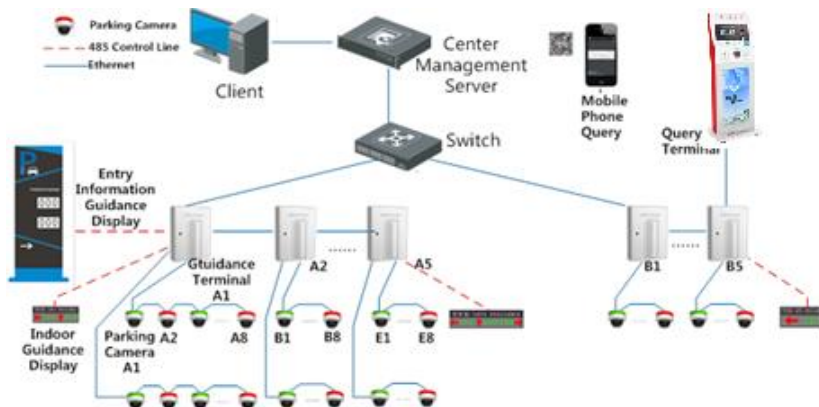 Parking Camera
485 Control Line
Ethernet
Client
Center
Management
Server
Mobile
Phone
Query
Query
Terminal
Switch
Entry
Information
Guidance
Display
P
Gtuidance
Terminal
A1
A2
......
A5
B1
......
B5
Indoor
Guidance
Display
Parking
Camera
A1
A2
A8
B1
B8
E1
E8